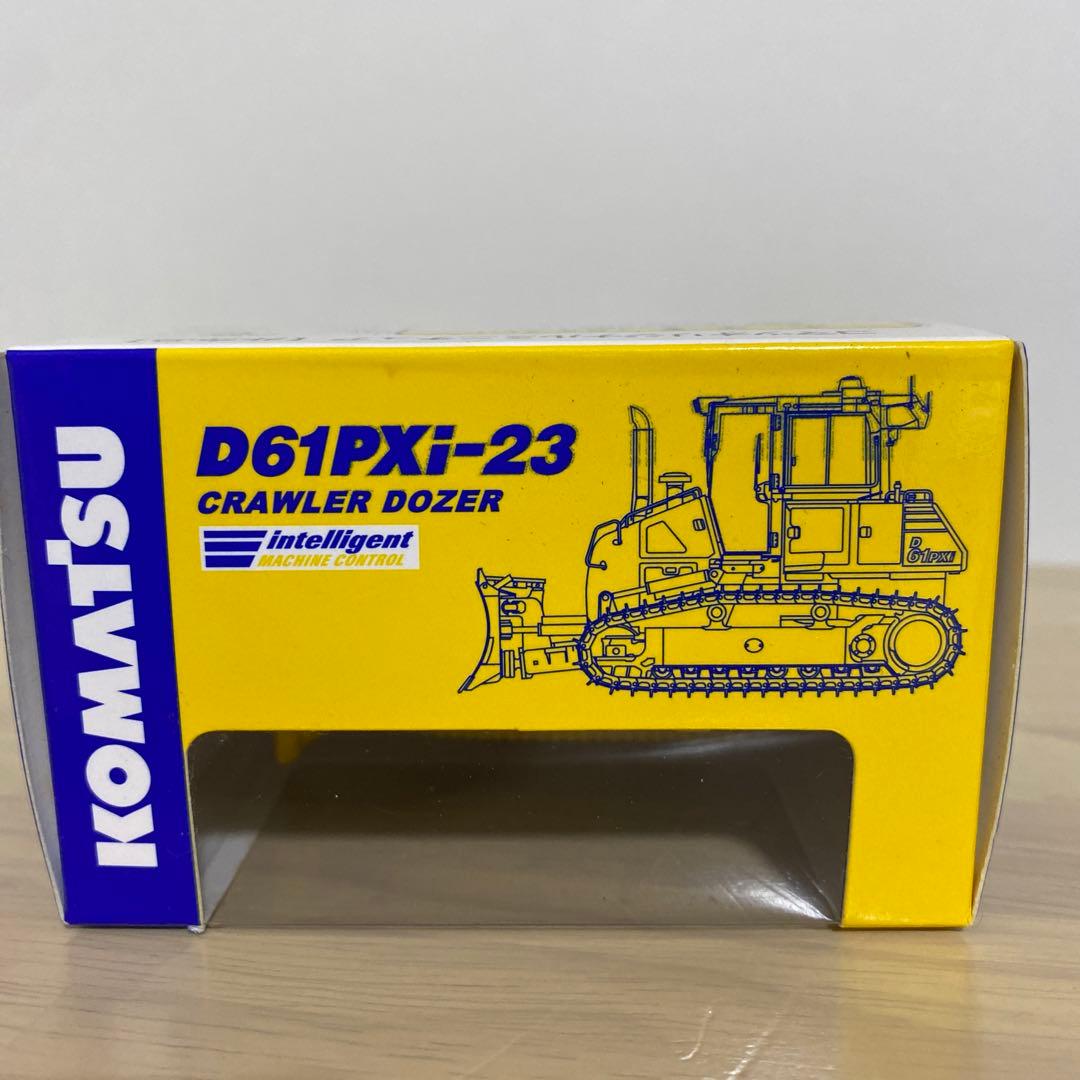 KOMATSU
D61PXi-23
CRAWLER DOZER
intelligent
MACHINE CONTROL
D
61PXi